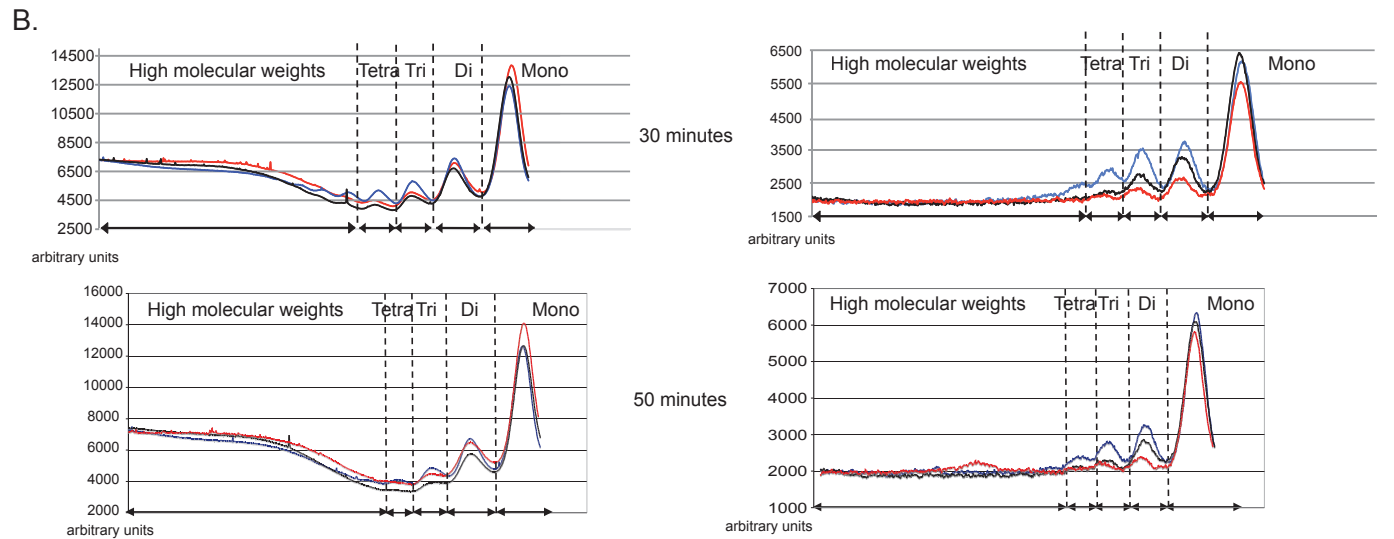 B.
14500
12500
10500
8500
6500
4500
2500
High molecular weights Tetra Tri Di Mono
arbitrary units
30 minutes
6500
5500
4500
3500
2500
1500
High molecular weights Tetra Tri Di Mono
arbitrary units
16000
14000
12000
10000
8000
6000
4000
2000
High molecular weights Tetra Tri Di Mono
arbitrary units
50 minutes
7000
6000
5000
4000
3000
2000
1000
High molecular weights Tetra Tri Di Mono
arbitrary units